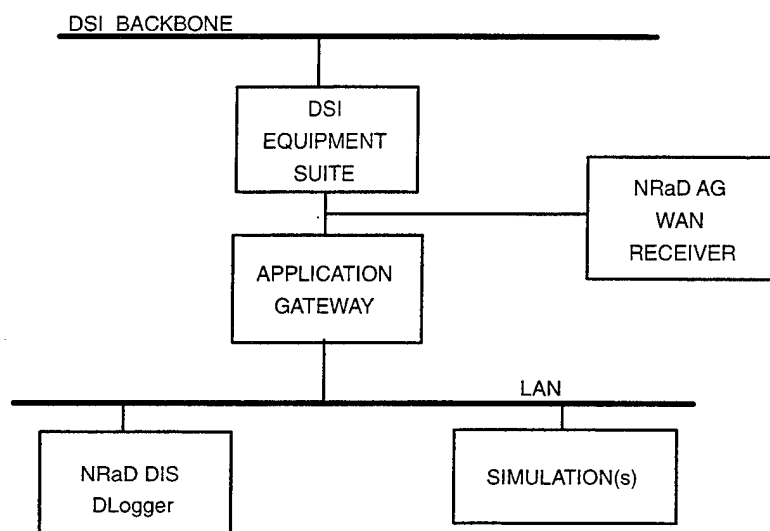 DSI BACKBONE
DSI
EQUIPMENT
SUITE
NRaD AG
WAN
RECEIVER
APPLICATION
GATEWAY
LAN
NRaD DIS
DLogger
SIMULATION(s)